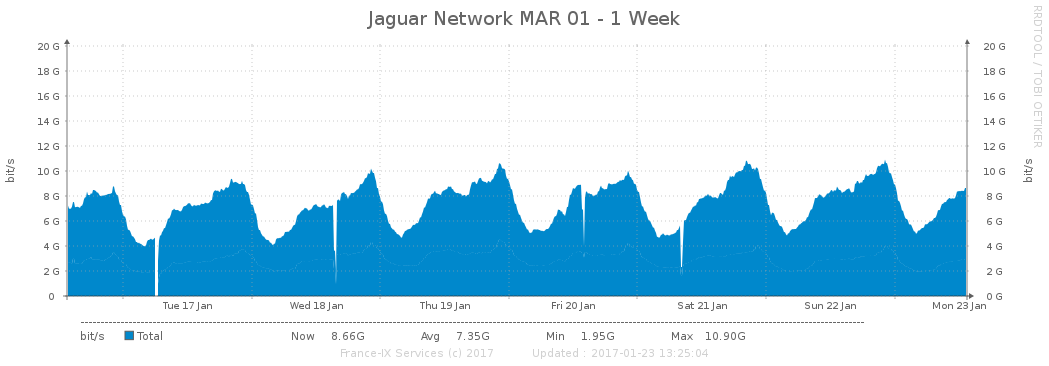 Jaguar Network MAR 01 - 1 Week
RRDTOOL / TOBI OETIKER
bit/s
bit/s
20 G 20 G
18 G 18 G
16 G 16 G
14 G 14 G
12 G 12 G
10 G 10 G
8 G 8 G
6 G 6 G
4 G 4 G
2 G 2 G
0 0 G
Tue 17 Jan Wed 18 Jan Thu 19 Jan Fri 20 Jan Sat 21 Jan Sun 22 Jan Mon 23 Jan
bit/s Total Now 8.66G Avg 7.35G Min 1.95G Max 10.90G
France-IX Services (c) 2017 Updated : 2017-01-23 13:25:04